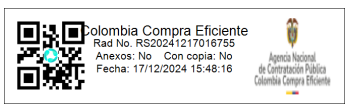 Colombia Compra Eficiente
Rad No. RS20241217016755
Anexos: No Con copia: No
Fecha: 17/12/2024 15:48:16
Agencia Nacional
de Contratación Pública
Colombia Compra Eficiente